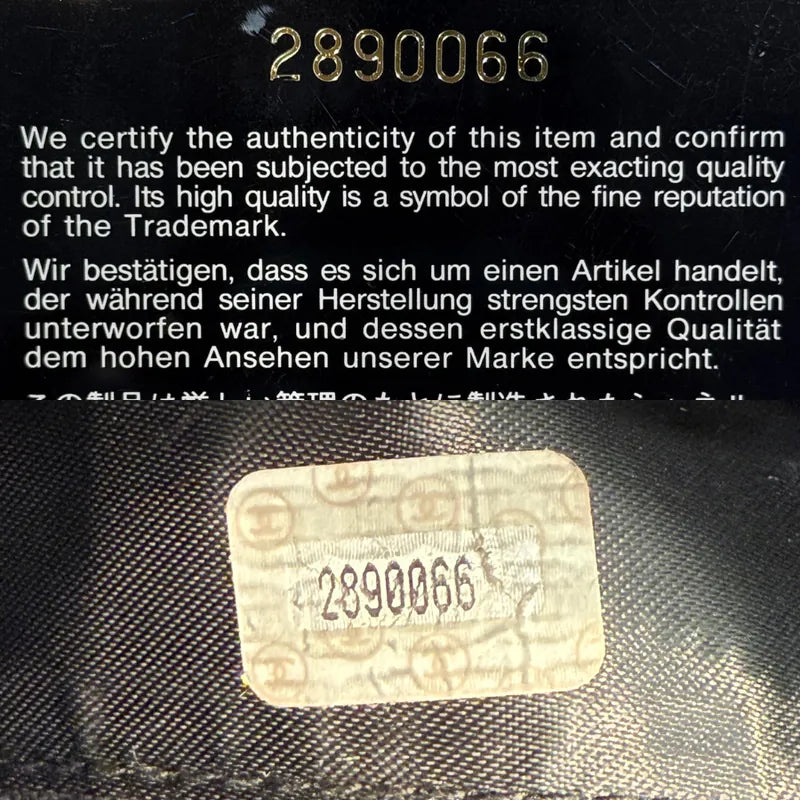 2890066
We certify the authenticity of this item and confirm
that it has been subjected to the most exacting quality
control. Its high quality is a symbol of the fine reputation
of the Trademark.
Wir bestätigen, dass es sich um einen Artikel handelt,
der während seiner Herstellung strengsten Kontrollen
unterworfen war, und dessen erstklassige Qualität
dem hohen Ansehen unserer Marke entspricht.
2890066